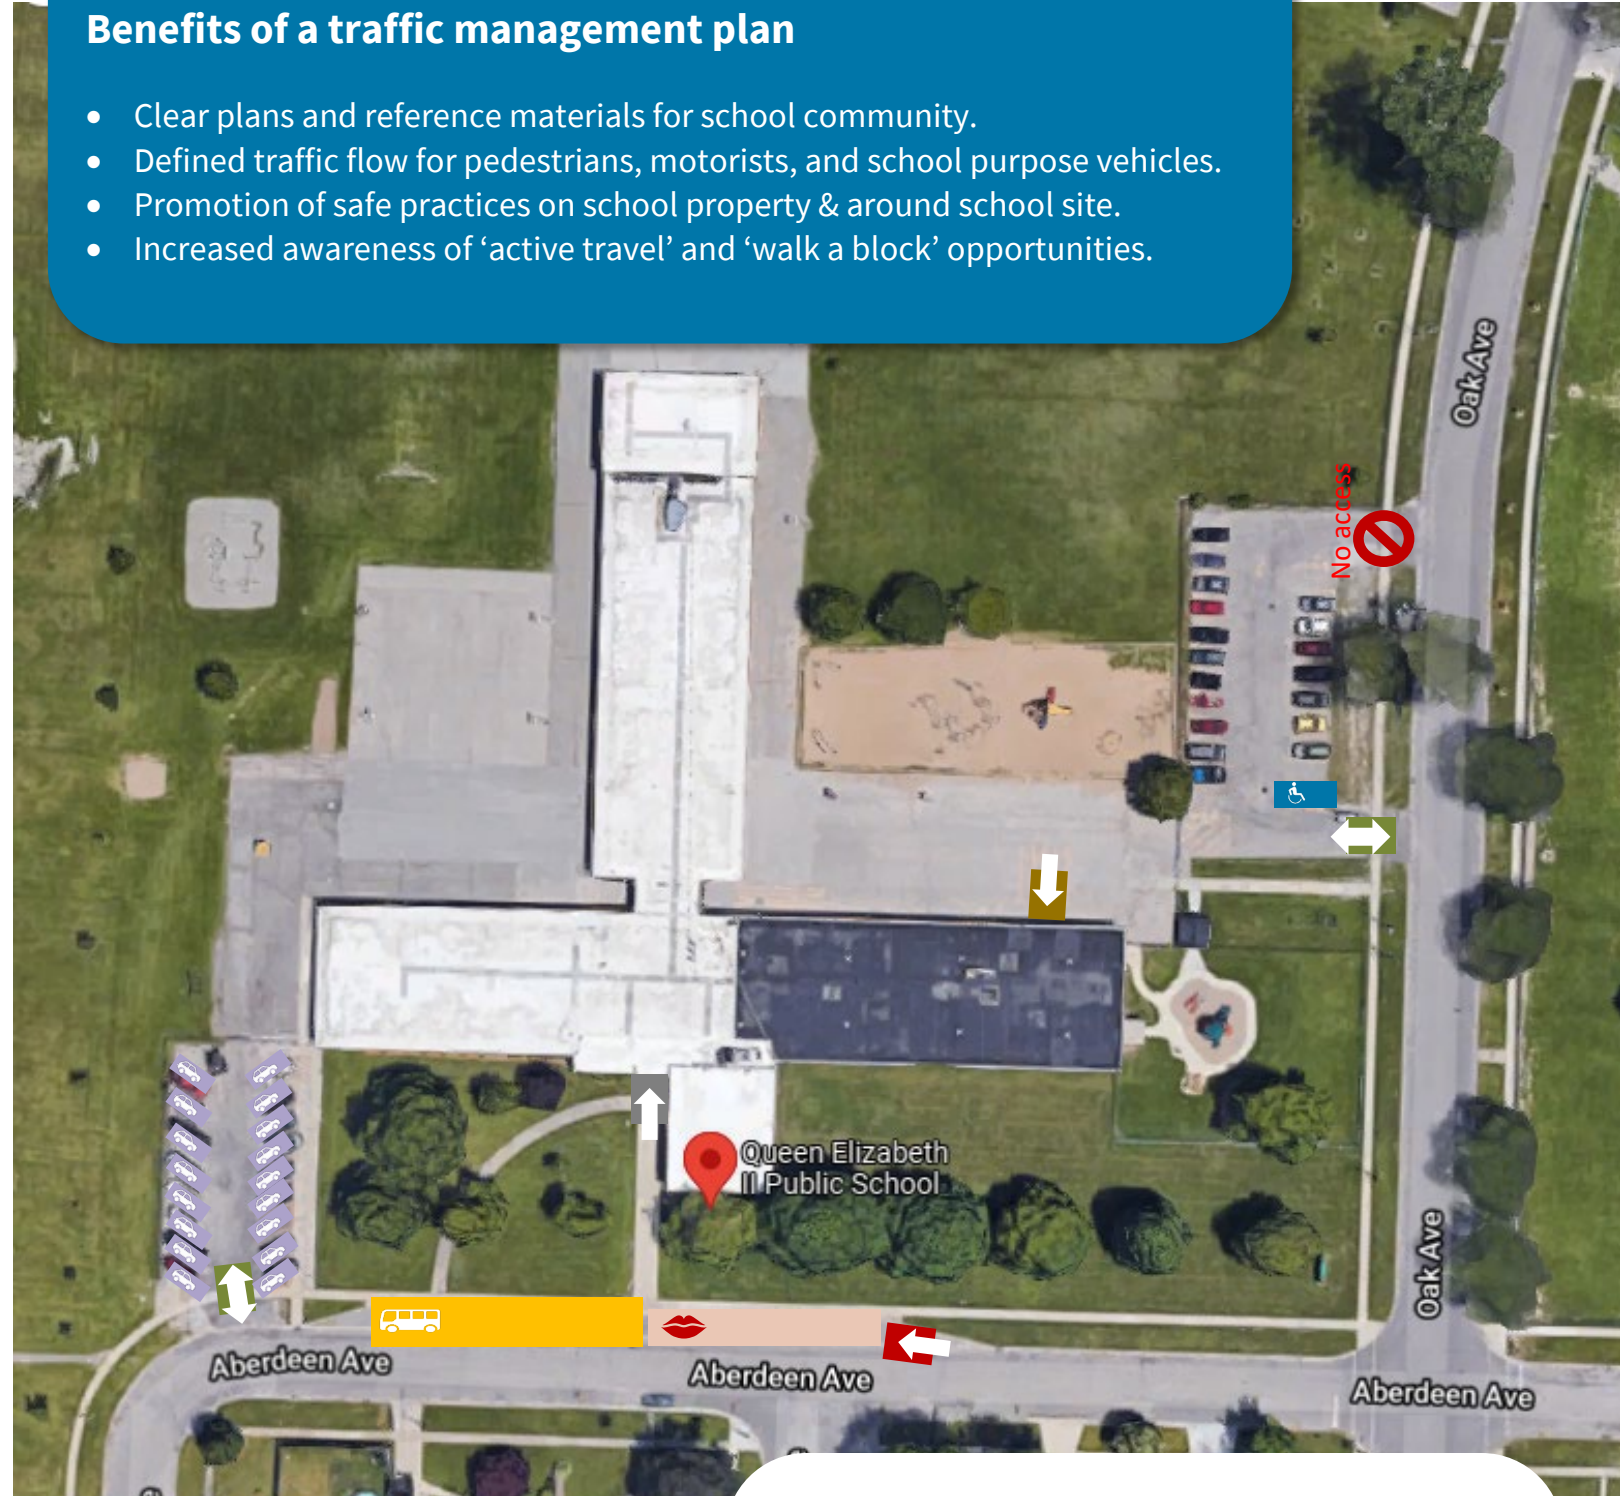 Benefits of a traffic management plan
• Clear plans and reference materials for school community.
• Defined traffic flow for pedestrians, motorists, and school purpose vehicles.
• Promotion of safe practices on school property & around school site.
• Increased awareness of ‘active travel’ and ‘walk a block’ opportunities.
Oak Ave
No access
Queen Elizabeth
II Public School
Oak Ave
Aberdeen Ave
Aberdeen Ave
Aberdeen Ave